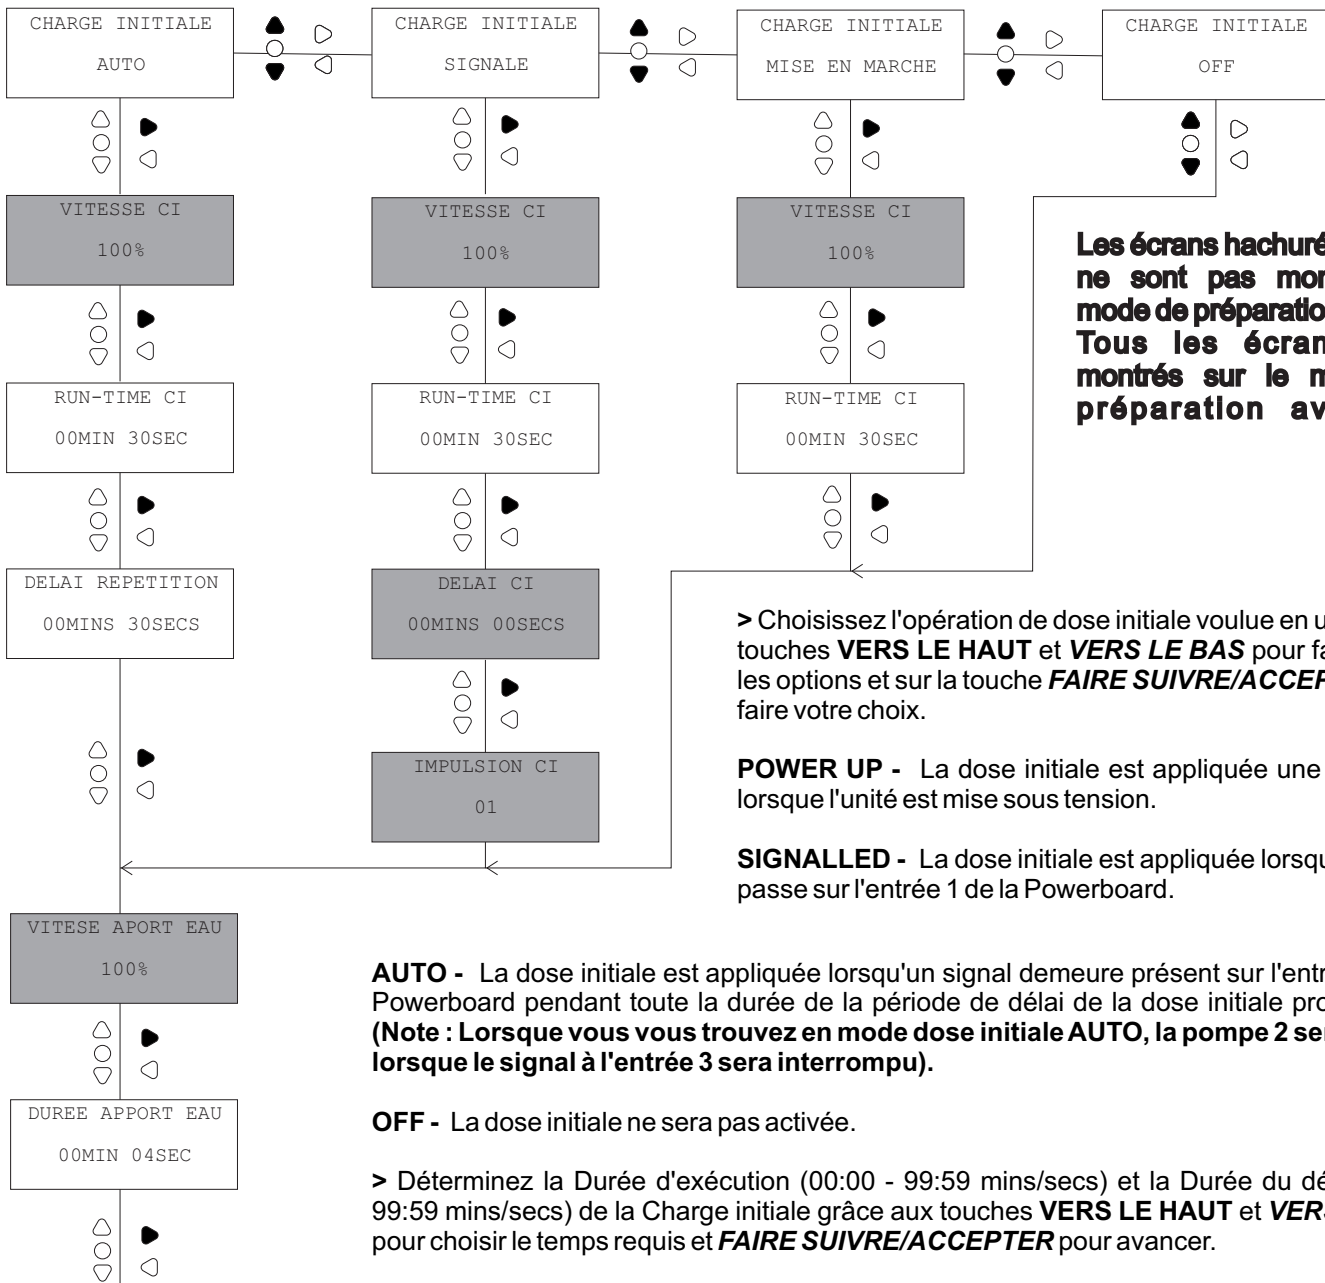 CHARGE INITIALE
AUTO
CHARGE INITIALE
SIGNALE
CHARGE INITIALE
MISE EN MARCHE
CHARGE INITIALE
OFF
VITESSE CI
100%
VITESSE CI
100%
VITESSE CI
100%
Les écrans hachuré
ne sont pas mon
mode de préparatio
Tous les écran
montrés sur le m
préparation av
RUN-TIME CI
00MIN 30SEC
RUN-TIME CI
00MIN 30SEC
RUN-TIME CI
00MIN 30SEC
DELAI REPETITION
00MINS 30SECS
DELAI CI
00MINS 00SECS
IMPULSION CI
01
> Choisissez l'opération de dose initiale voulue en u
touches VERS LE HAUT et VERS LE BAS pour fa
les options et sur la touche FAIRE SUIVRE/ACCEP
faire votre choix.
POWER UP - La dose initiale est appliquée une
lorsque l'unité est mise sous tension.
SIGNALLED - La dose initiale est appliquée lorsqu
passe sur l'entrée 1 de la Powerboard.
VITESE APORT EAU
100%
AUTO - La dose initiale est appliquée lorsqu'un signal demeure présent sur l'entr
Powerboard pendant toute la durée de la période de délai de la dose initiale pro
(Note : Lorsque vous vous trouvez en mode dose initiale AUTO, la pompe 2 ser
lorsque le signal à l'entrée 3 sera interrompu).
DUREE APPORT EAU
00MIN 04SEC
OFF - La dose initiale ne sera pas activée.
> Déterminez la Durée d'exécution (00:00 - 99:59 mins/secs) et la Durée du dé
99:59 mins/secs) de la Charge initiale grâce aux touches VERS LE HAUT et VERS
pour choisir le temps requis et FAIRE SUIVRE/ACCEPTER pour avancer.